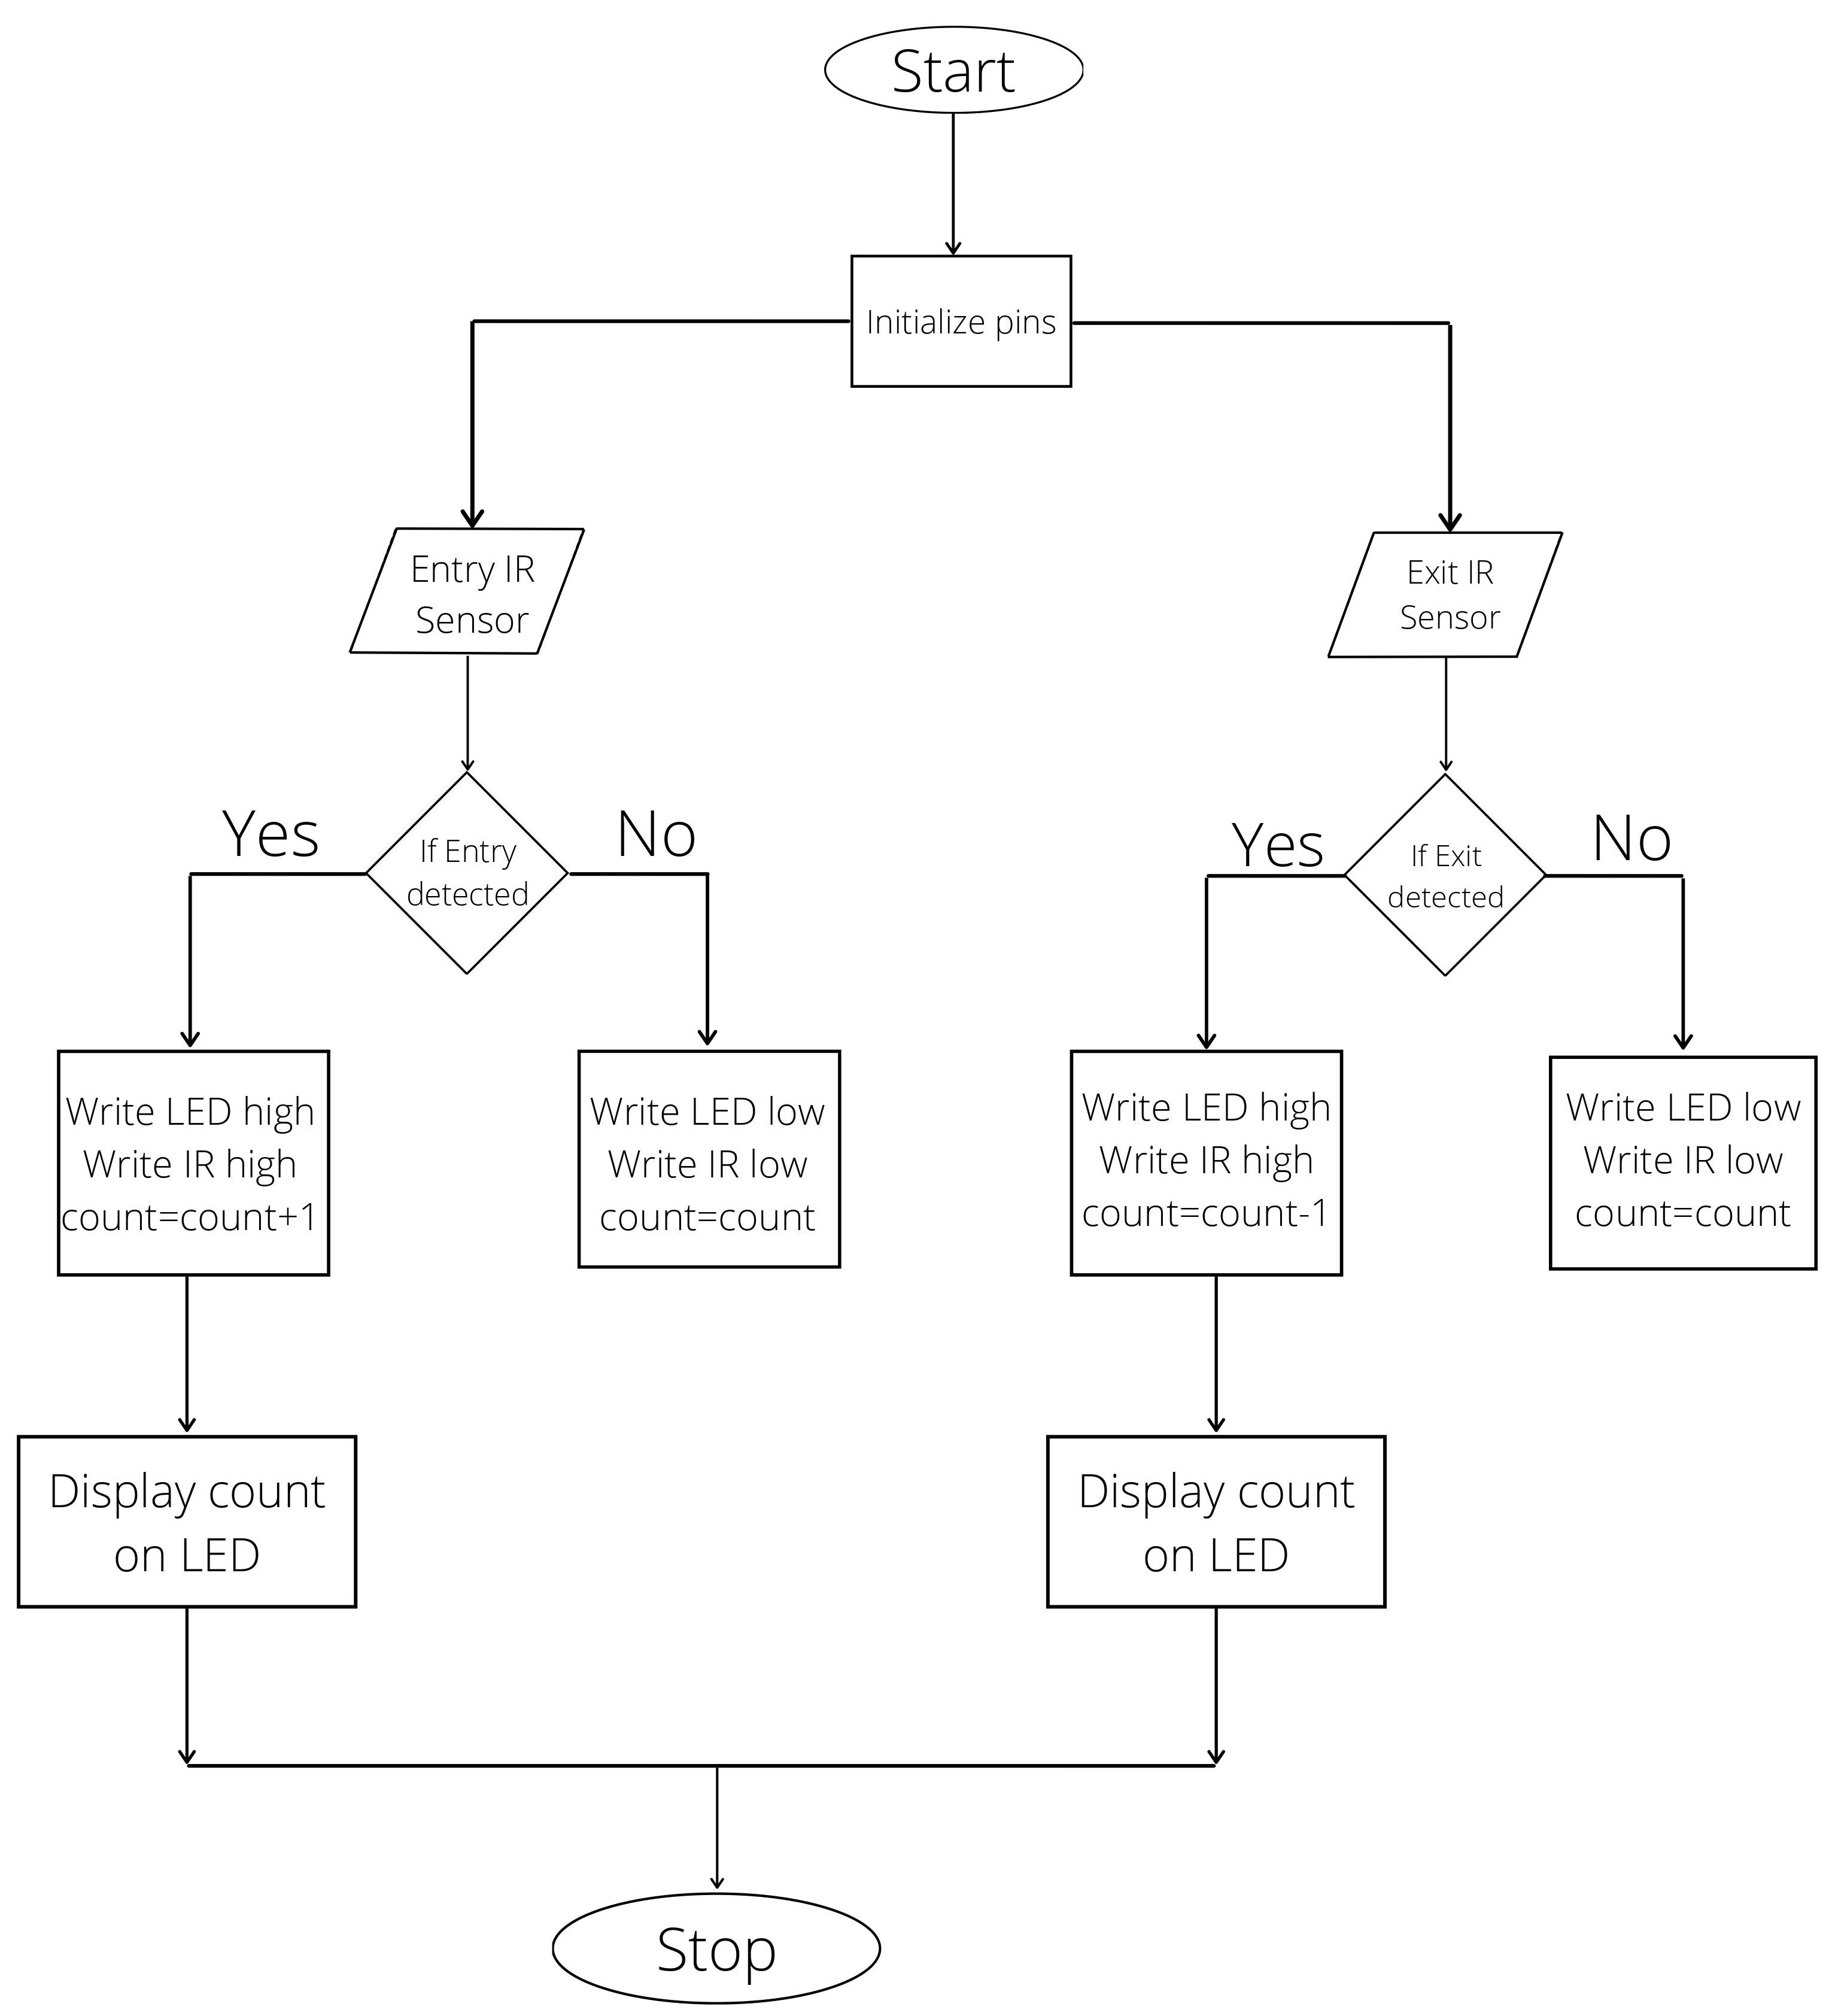 Start
Initialize pins
Entry IR
Sensor
Exit IR
Sensor
Yes
If Entry
detected
No
Yes
If Exit
detected
No
Write LED high
Write IR high
count=count+1
Write LED low
Write IR low
count=count
Write LED high
Write IR high
count=count-1
Write LED low
Write IR low
count=count
Display count
on LED
Display count
on LED
Stop